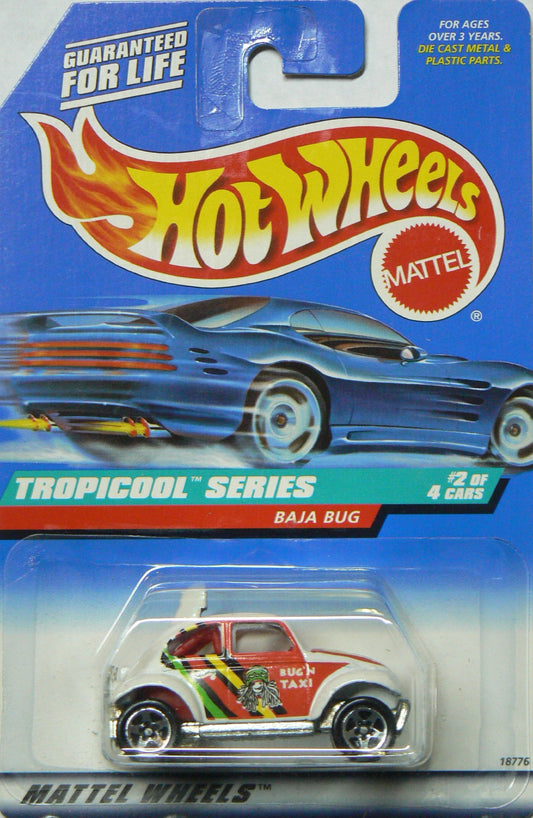 GUARANTEED
FOR LIFE
FOR AGES
OVER 3 YEARS.
DIE CAST METAL &
PLASTIC PARTS.
HOT WHEELS
MATTEL
®
TROPICOOL™ SERIES
#2 OF
4 CARS
BAJA BUG
BUG'N
TAXI
18776
MATTEL WHEELS™